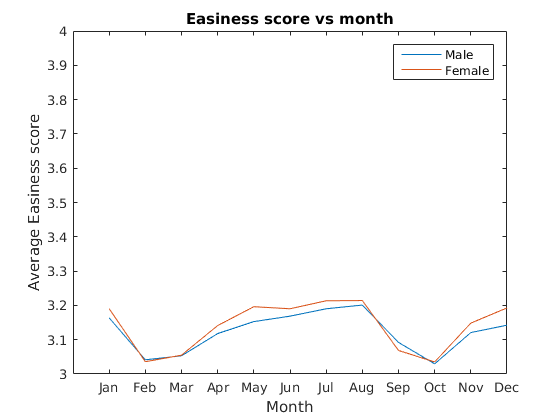 Easiness score vs month
Male
Female
Average Easiness score
4
3.9
3.8
3.7
3.6
3.5
3.4
3.3
3.2
3.1
3
Jan Feb Mar Apr May Jun Jul Aug Sep Oct Nov Dec
Month